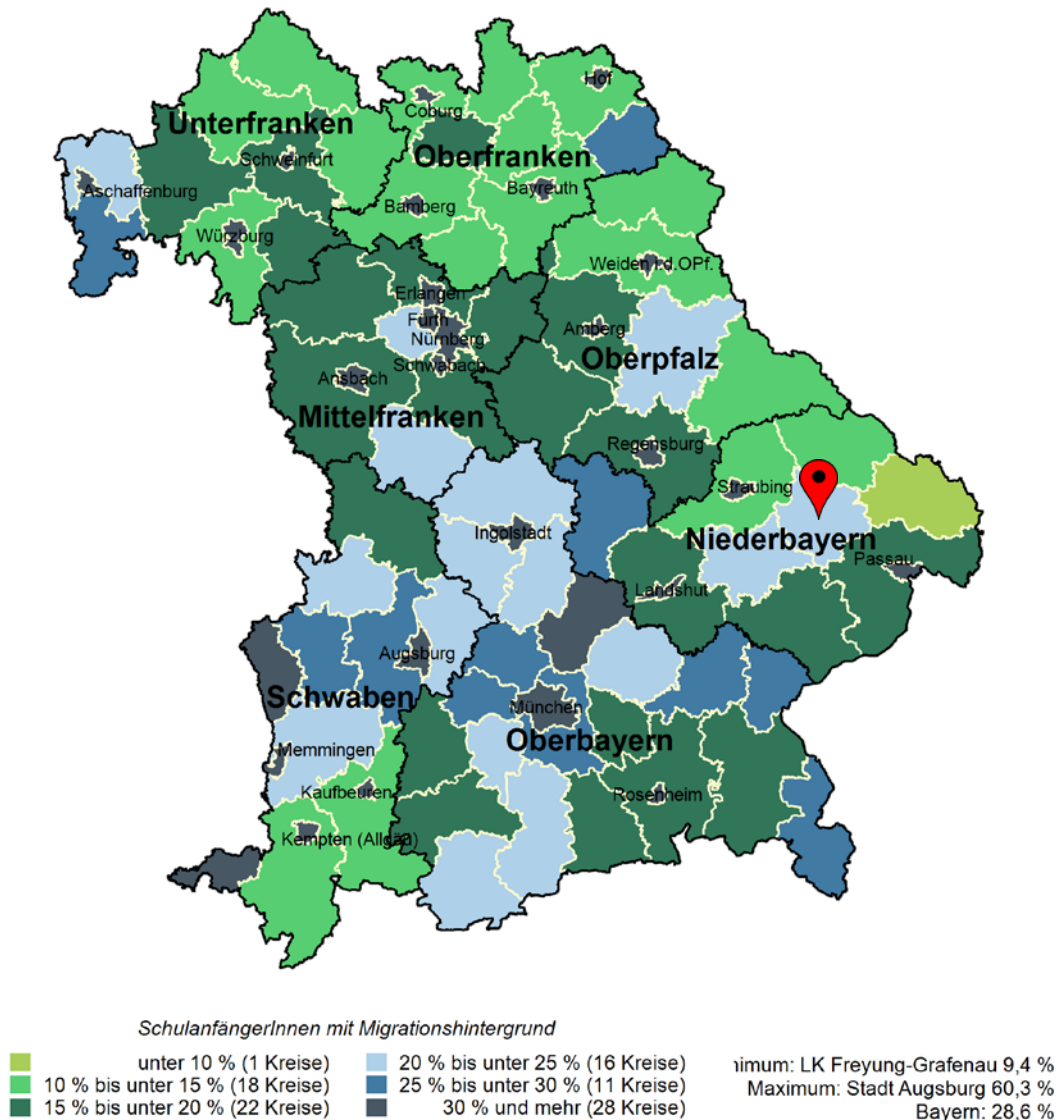 Hof
Coburg
Unterfranken
Oberfranken
Schweinfurt
Aschaffenburg
Bayreuth
Bamberg
Würzburg
Weiden i.d.OPf.
Erlangen
Fürth
Nürnberg
Amberg
Oberpfalz
Schwabach
Ansbach
Mittelfranken
Regensburg
Straubing
Ingolstadt
Niederbayern
Passau
Landshut
Augsburg
Schwaben
München
Oberbayern
Memmingen
Kaufbeuren
Rosenheim
Kempten (Allgäu)
SchulanfängerInnen mit Migrationshintergrund
unter 10 % (1 Kreise)
10 % bis unter 15 % (18 Kreise)
15 % bis unter 20 % (22 Kreise)
20 % bis unter 25 % (16 Kreise)
25 % bis unter 30 % (11 Kreise)
30 % und mehr (28 Kreise)
imum: LK Freyung-Grafenau 9,4 %
Maximum: Stadt Augsburg 60,3 %
Bayern: 28,6 %